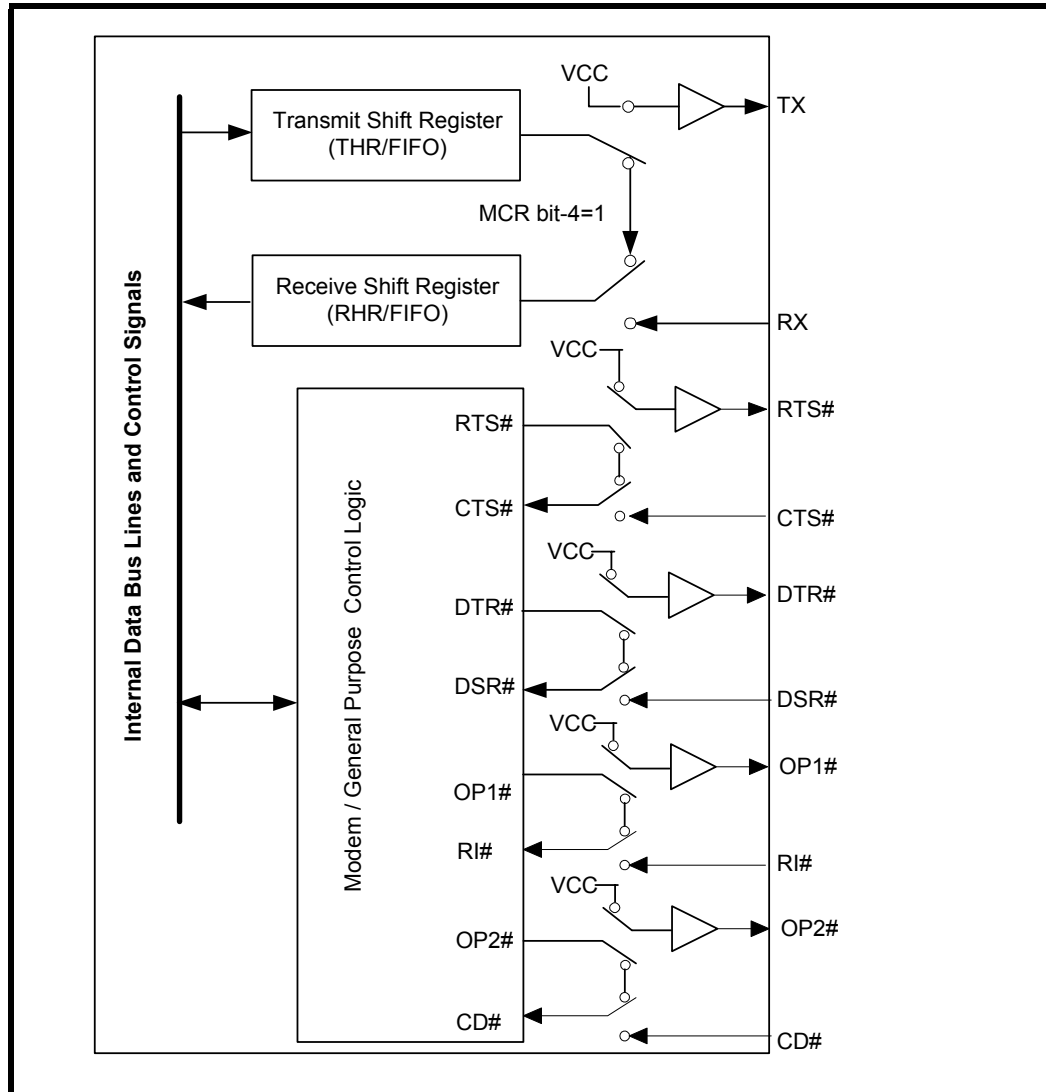 VCC
TX
Transmit Shift Register
(THR/FIFO)
MCR bit-4=1
Receive Shift Register
(RHR/FIFO)
RX
Internal Data Bus Lines and Control Signals
VCC
RTS#
RTS#
CTS#
CTS#
Modem / General Purpose Control Logic
VCC
DTR#
DTR#
DSR#
DSR#
VCC
OP1#
OP1#
RI#
RI#
VCC
OP2#
OP2#
CD#
CD#